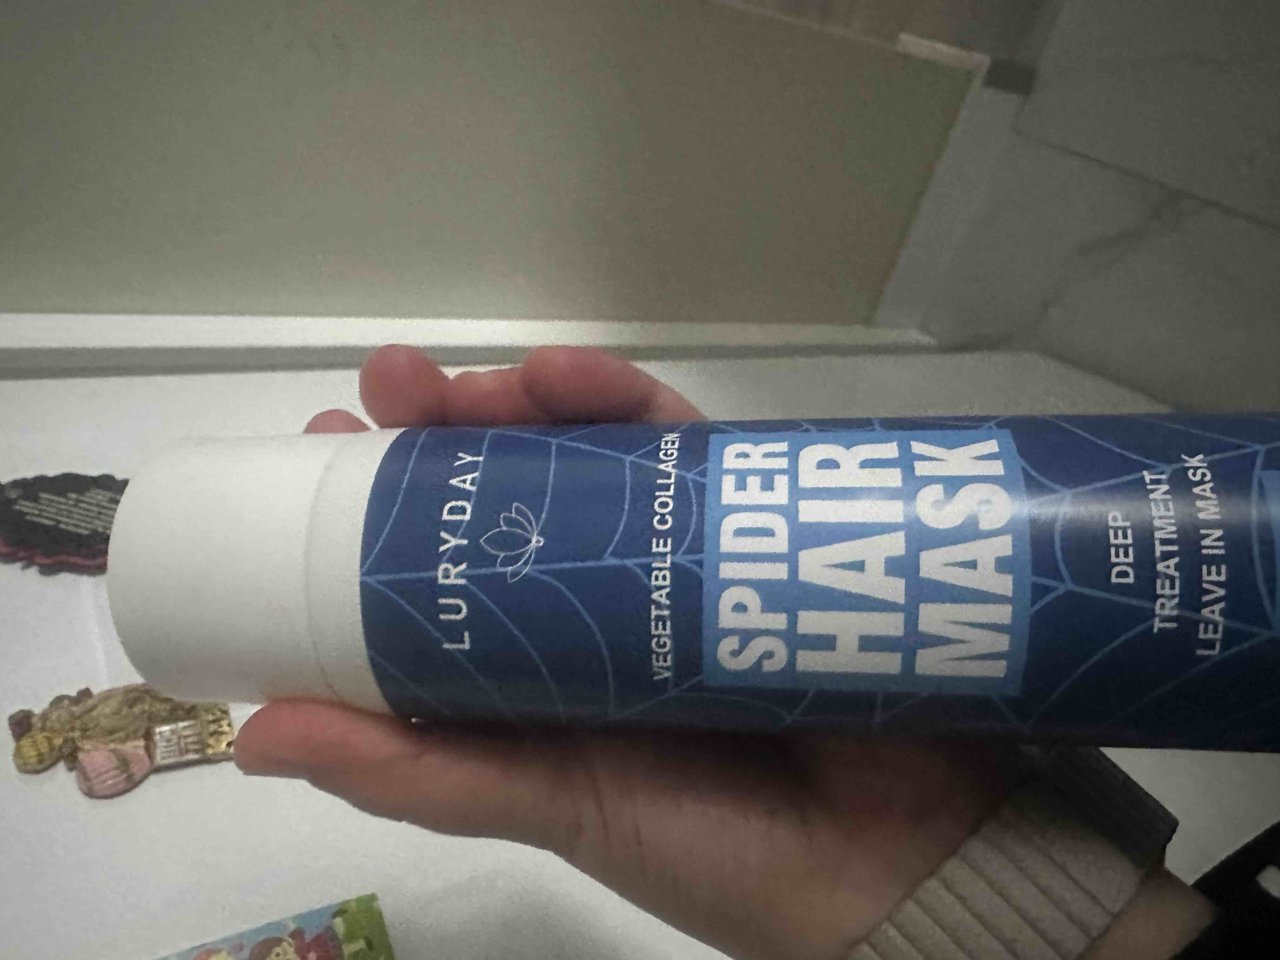 LURYDAY
VEGETABLE COLLAGEN
SPIDER
HAIR
MASK
DEEP
TREATMENT
LEAVE IN MASK